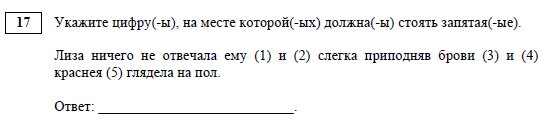 17 Укажите цифру(-ы), на месте которой(-ых) должна(-ы) стоять запятая(-ые).
Лиза ничего не отвечала ему (1) и (2) слегка приподняв брови (3) и (4)
краснея (5) глядела на пол.
Ответ: ___________________________.